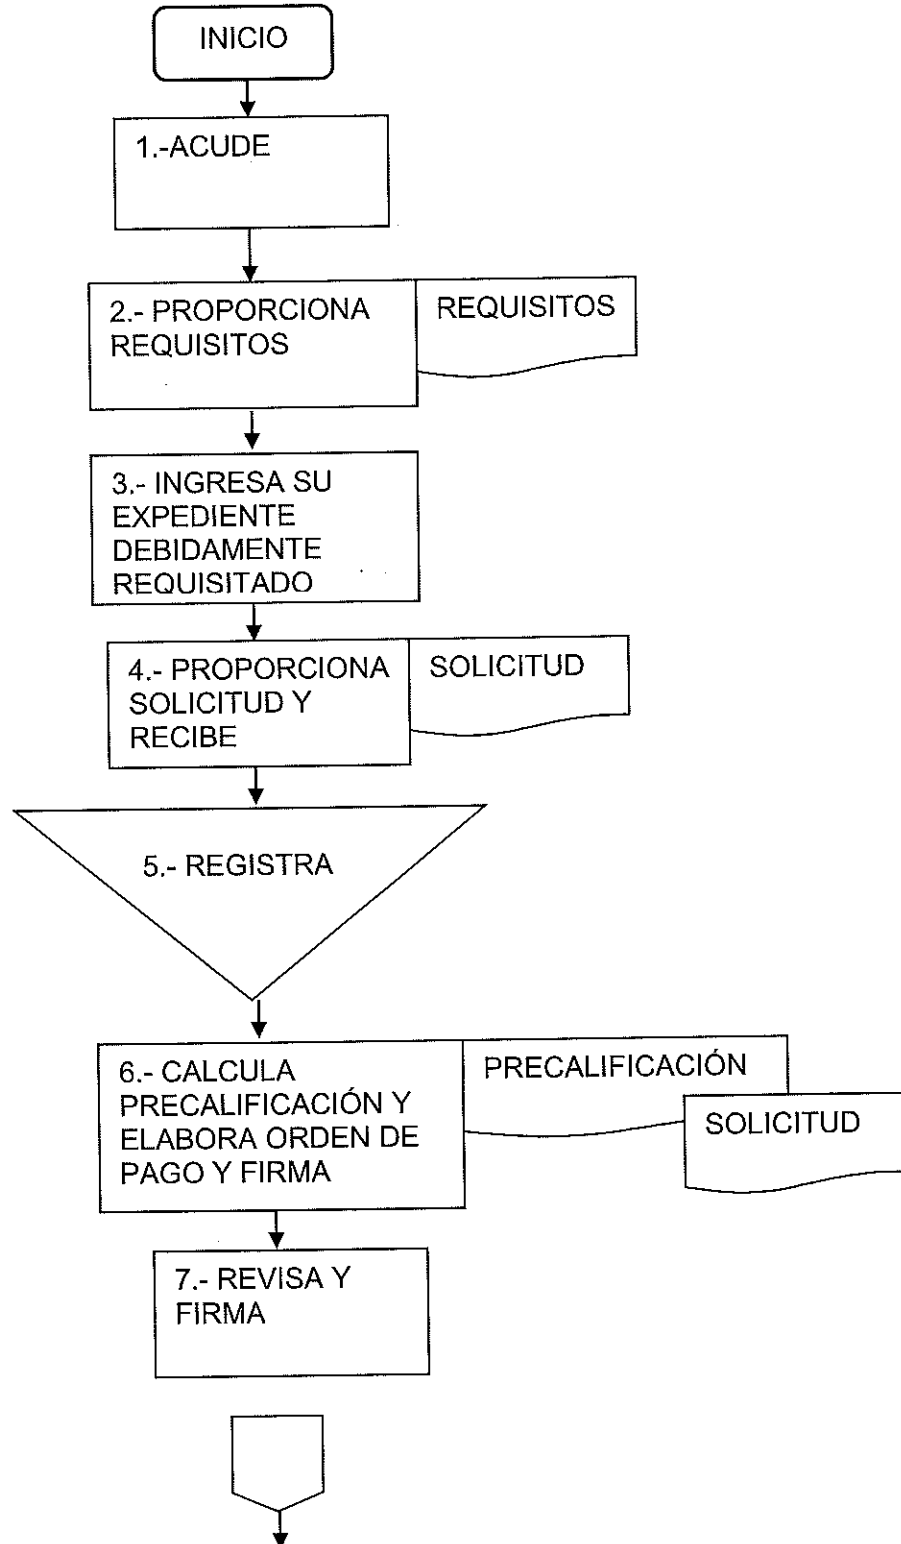 INICIO
1.-ACUDE
2.- PROPORCIONA
REQUISITOS
REQUISITOS
3.- INGRESA SU
EXPEDIENTE
DEBIDAMENTE
REQUISITADO
4.- PROPORCIONA
SOLICITUD Y
RECIBE
SOLICITUD
5.- REGISTRA
6.- CALCULA
PRECALIFICACIÓN Y
ELABORA ORDEN DE
PAGO Y FIRMA
PRECALIFICACIÓN
SOLICITUD
7.- REVISA Y
FIRMA